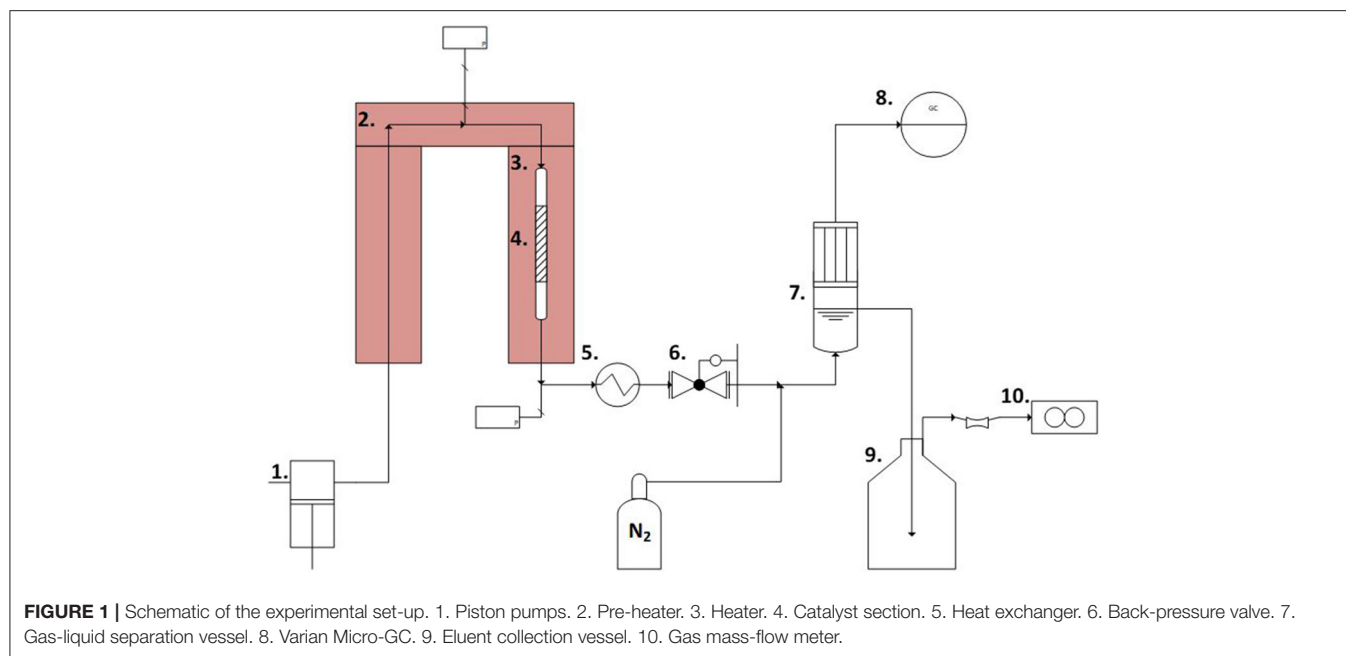 P
2.
8.
GC
3.
4.
7.
5.
6.
P
10.
1.
9.
N₂
FIGURE 1 | Schematic of the experimental set-up. 1. Piston pumps. 2. Pre-heater. 3. Heater. 4. Catalyst section. 5. Heat exchanger. 6. Back-pressure valve. 7.
Gas-liquid separation vessel. 8. Varian Micro-GC. 9. Eluent collection vessel. 10. Gas mass-flow meter.